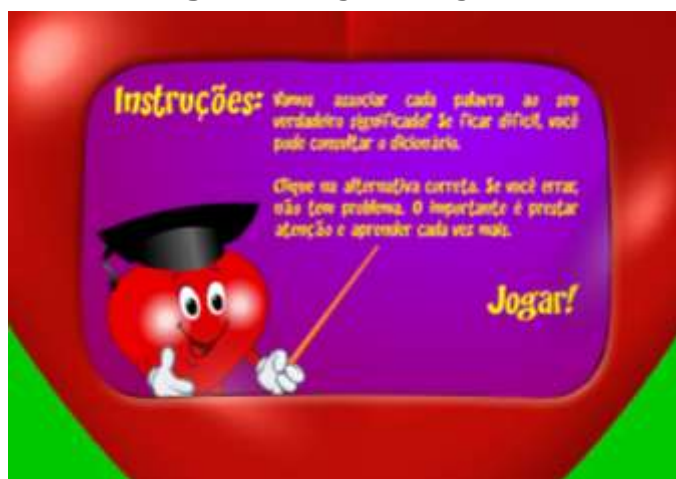 Instruções:
Vamos associar cada palavra ao seu
verdadeiro significado? Se ficar difícil, você
pode consultar o dicionário.
Clique na alternativa correta. Se você errar,
não tem problema. O importante é prestar
atenção e aprender cada vez mais.
Jogar!